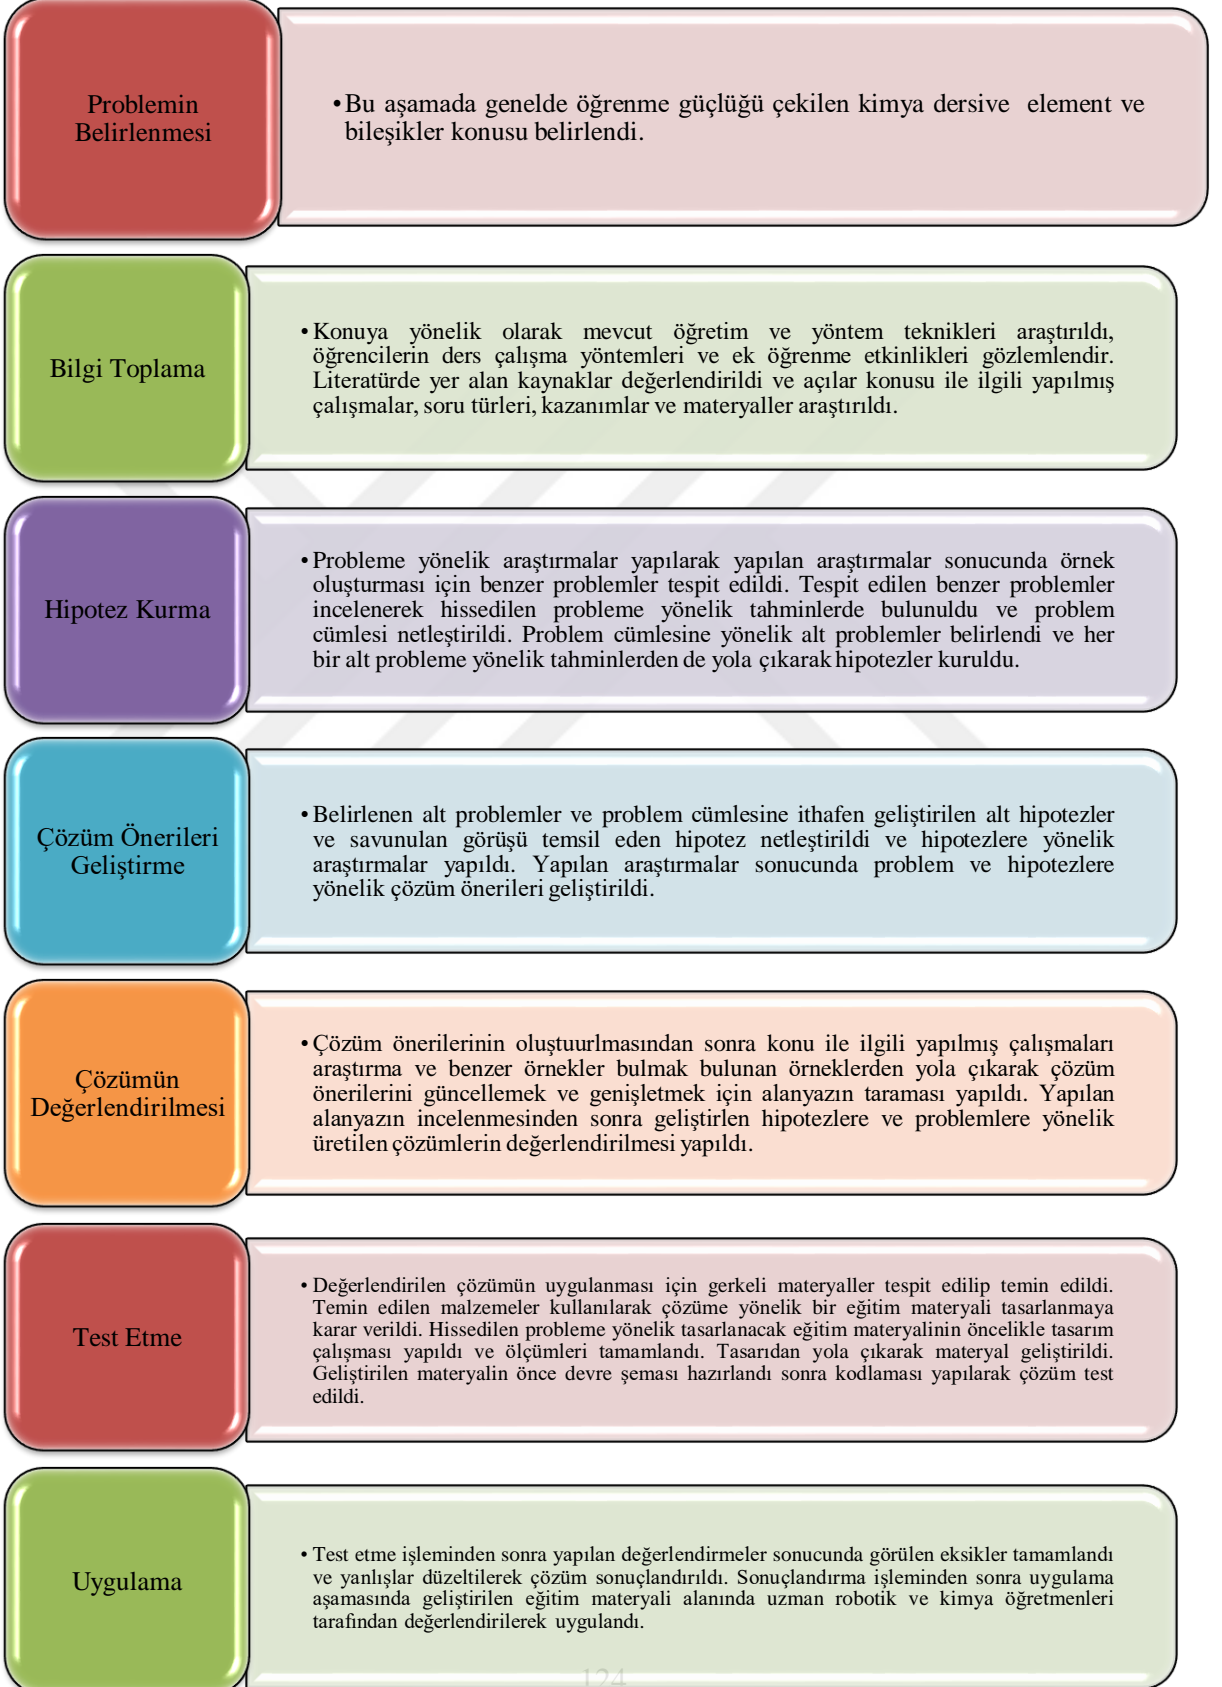 Problemin
Belirlenmesi
•Bu aşamada genelde öğrenme güçlüğü çekilen kimya dersive element ve
bileşikler konusu belirlendi.
Bilgi Toplama
•Konuya yönelik olarak mevcut öğretim ve yöntem teknikleri araştırıldı,
öğrencilerin ders çalışma yöntemleri ve ek öğrenme etkinlikleri gözlemlendir.
Literatürde yer alan kaynaklar değerlendirildi ve açılar konusu ile ilgili yapılmış
çalışmalar, soru türleri, kazanımlar ve materyaller araştırıldı.
Hipotez Kurma
•Probleme yönelik araştırmalar yapılarak yapılan araştırmalar sonucunda örnek
oluşturması için benzer problemler tespit edildi. Tespit edilen benzer problemler
incelenerek hissedilen probleme yönelik tahminlerde bulunuldu ve problem
cümlesi netleştirildi. Problem cümlesine yönelik alt problemler belirlendi ve her
bir alt probleme yönelik tahminlerden de yola çıkarak hipotezler kuruldu.
Çözüm Önerileri
Geliştirme
•Belirlenen alt problemler ve problem cümlesine ithafen geliştirilen alt hipotezler
ve savunulan görüşü temsil eden hipotez netleştirildi ve hipotezlere yönelik
araştırmalar yapıldı. Yapılan araştırmalar sonucunda problem ve hipotezlere
yönelik çözüm önerileri geliştirildi.
Çözümün
Değerlendirilmesi
•Çözüm önerilerinin oluştuurlmasından sonra konu ile ilgili yapılmış çalışmaları
araştırma ve benzer örnekler bulmak bulunan örneklerden yola çıkarak çözüm
önerilerini güncellemek ve genişletmek için alanyazın taraması yapıldı. Yapılan
alanyazın incelenmesinden sonra geliştirlen hipotezlere ve problemlere yönelik
üretilen çözümlerin değerlendirilmesi yapıldı.
Test Etme
•Değerlendirilen çözümün uygulanması için gerkeli materyaller tespit edilip temin edildi.
Temin edilen malzemeler kullanılarak çözüme yönelik bir eğitim materyali tasarlanmaya
karar verildi. Hissedilen probleme yönelik tasarlanacak eğitim materyalinin öncelikle tasarım
çalışması yapıldı ve ölçümleri tamamlandı. Tasarıdan yola çıkarak materyal geliştirildi.
Geliştirilen materyalin önce devre şeması hazırlandı sonra kodlaması yapılarak çözüm test
edildi.
Uygulama
•Test etme işleminden sonra yapılan değerlendirmeler sonucunda görülen eksikler tamamlandı
ve yanlışlar düzeltilerek çözüm sonuçlandırıldı. Sonuçlandırma işleminden sonra uygulama
aşamasında geliştirilen eğitim materyali alanında uzman robotik ve kimya öğretmenleri
tarafından değerlendirilerek uygulandı.
124